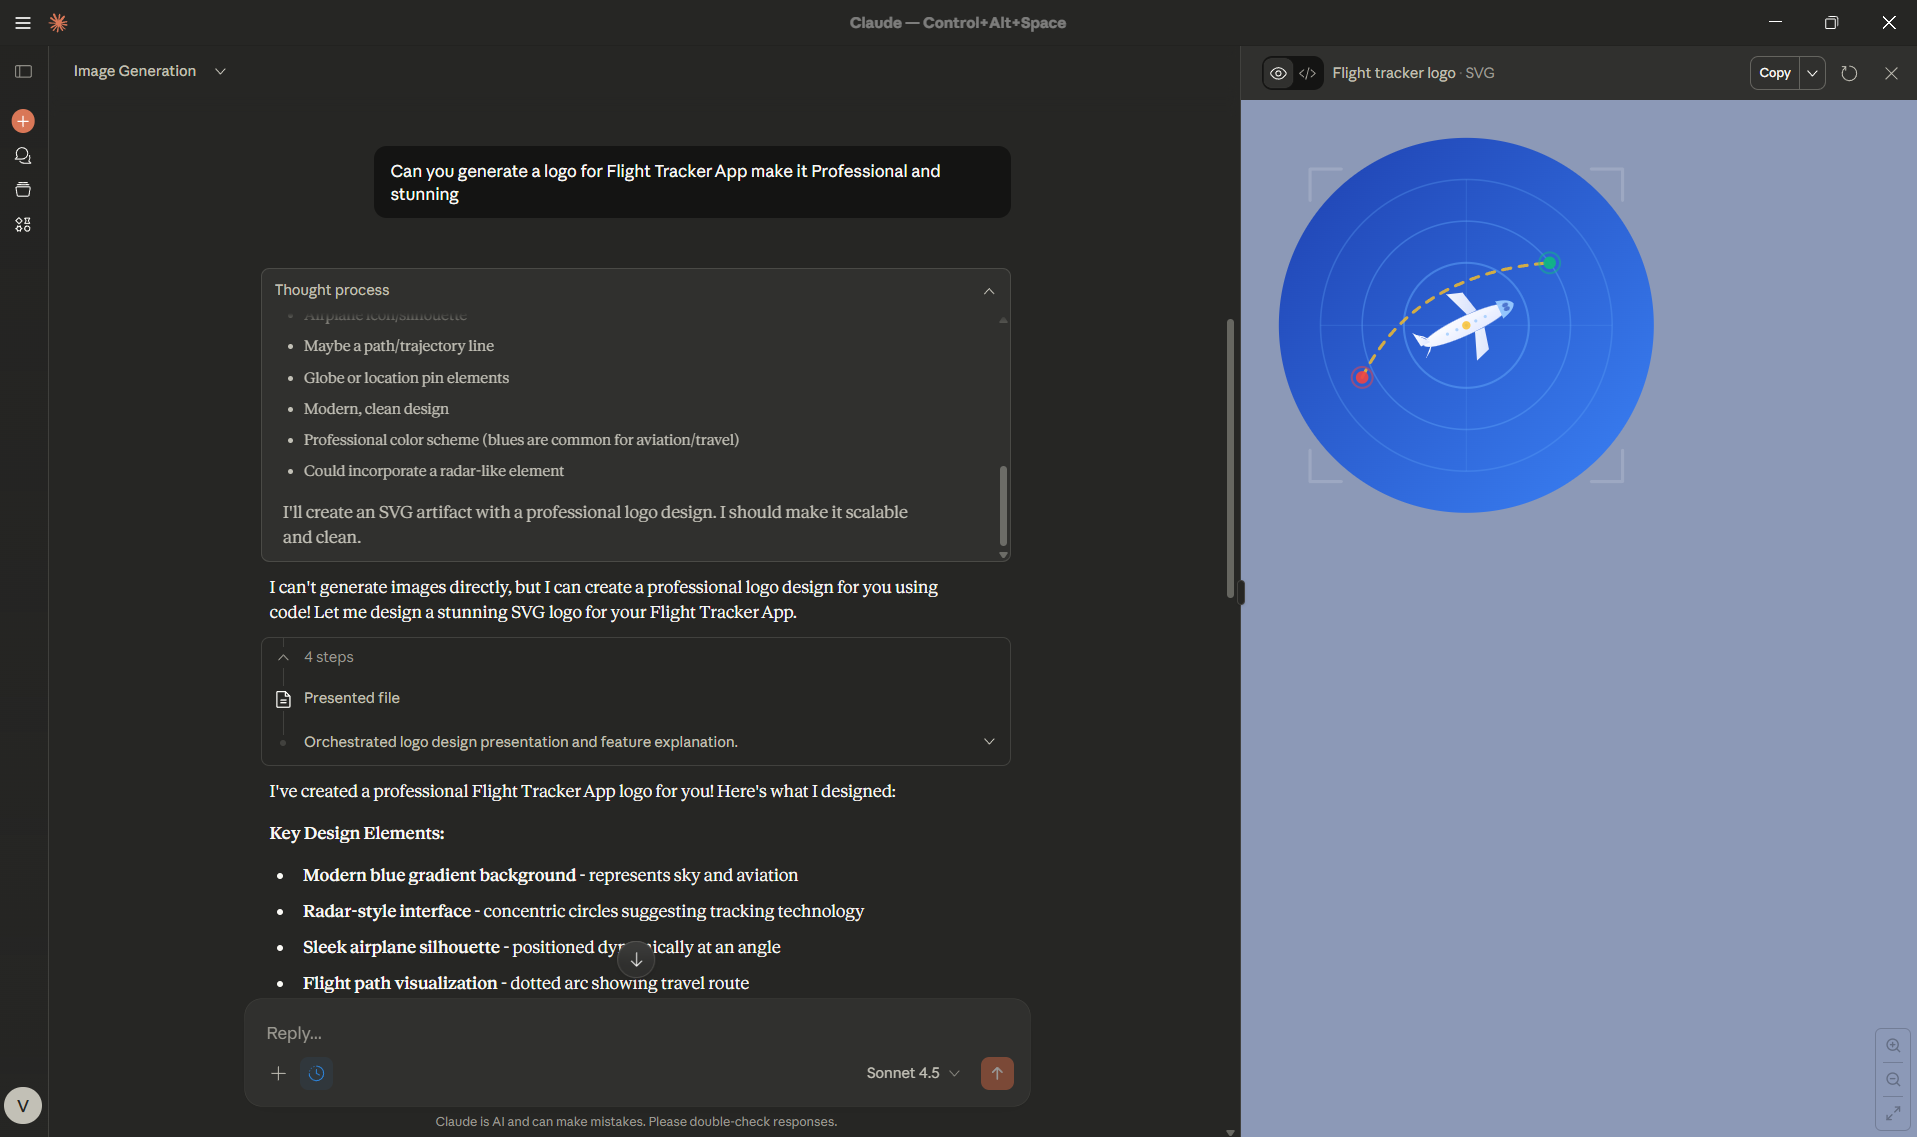 Claude — Control+Alt+Space
Image Generation
Can you generate a logo for Flight Tracker App make it Professional and
stunning
Thought process
Airplane icon/silhouette
Maybe a path/trajectory line
Globe or location pin elements
Modern, clean design
Professional color scheme (blues are common for aviation/travel)
Could incorporate a radar-like element
I'll create an SVG artifact with a professional logo design. I should make it scalable
and clean.
I can't generate images directly, but I can create a professional logo design for you using
code! Let me design a stunning SVG logo for your Flight Tracker App.
4 steps
Presented file
Orchestrated logo design presentation and feature explanation.
I've created a professional Flight Tracker App logo for you! Here's what I designed:
Key Design Elements:
Modern blue gradient background - represents sky and aviation
Radar-style interface - concentric circles suggesting tracking technology
Sleek airplane silhouette - positioned dynamically at an angle
Flight path visualization - dotted arc showing travel route
Reply...
Sonnet 4.5
V
Claude is AI and can make mistakes. Please double-check responses.
Flight tracker logo · SVG
Copy